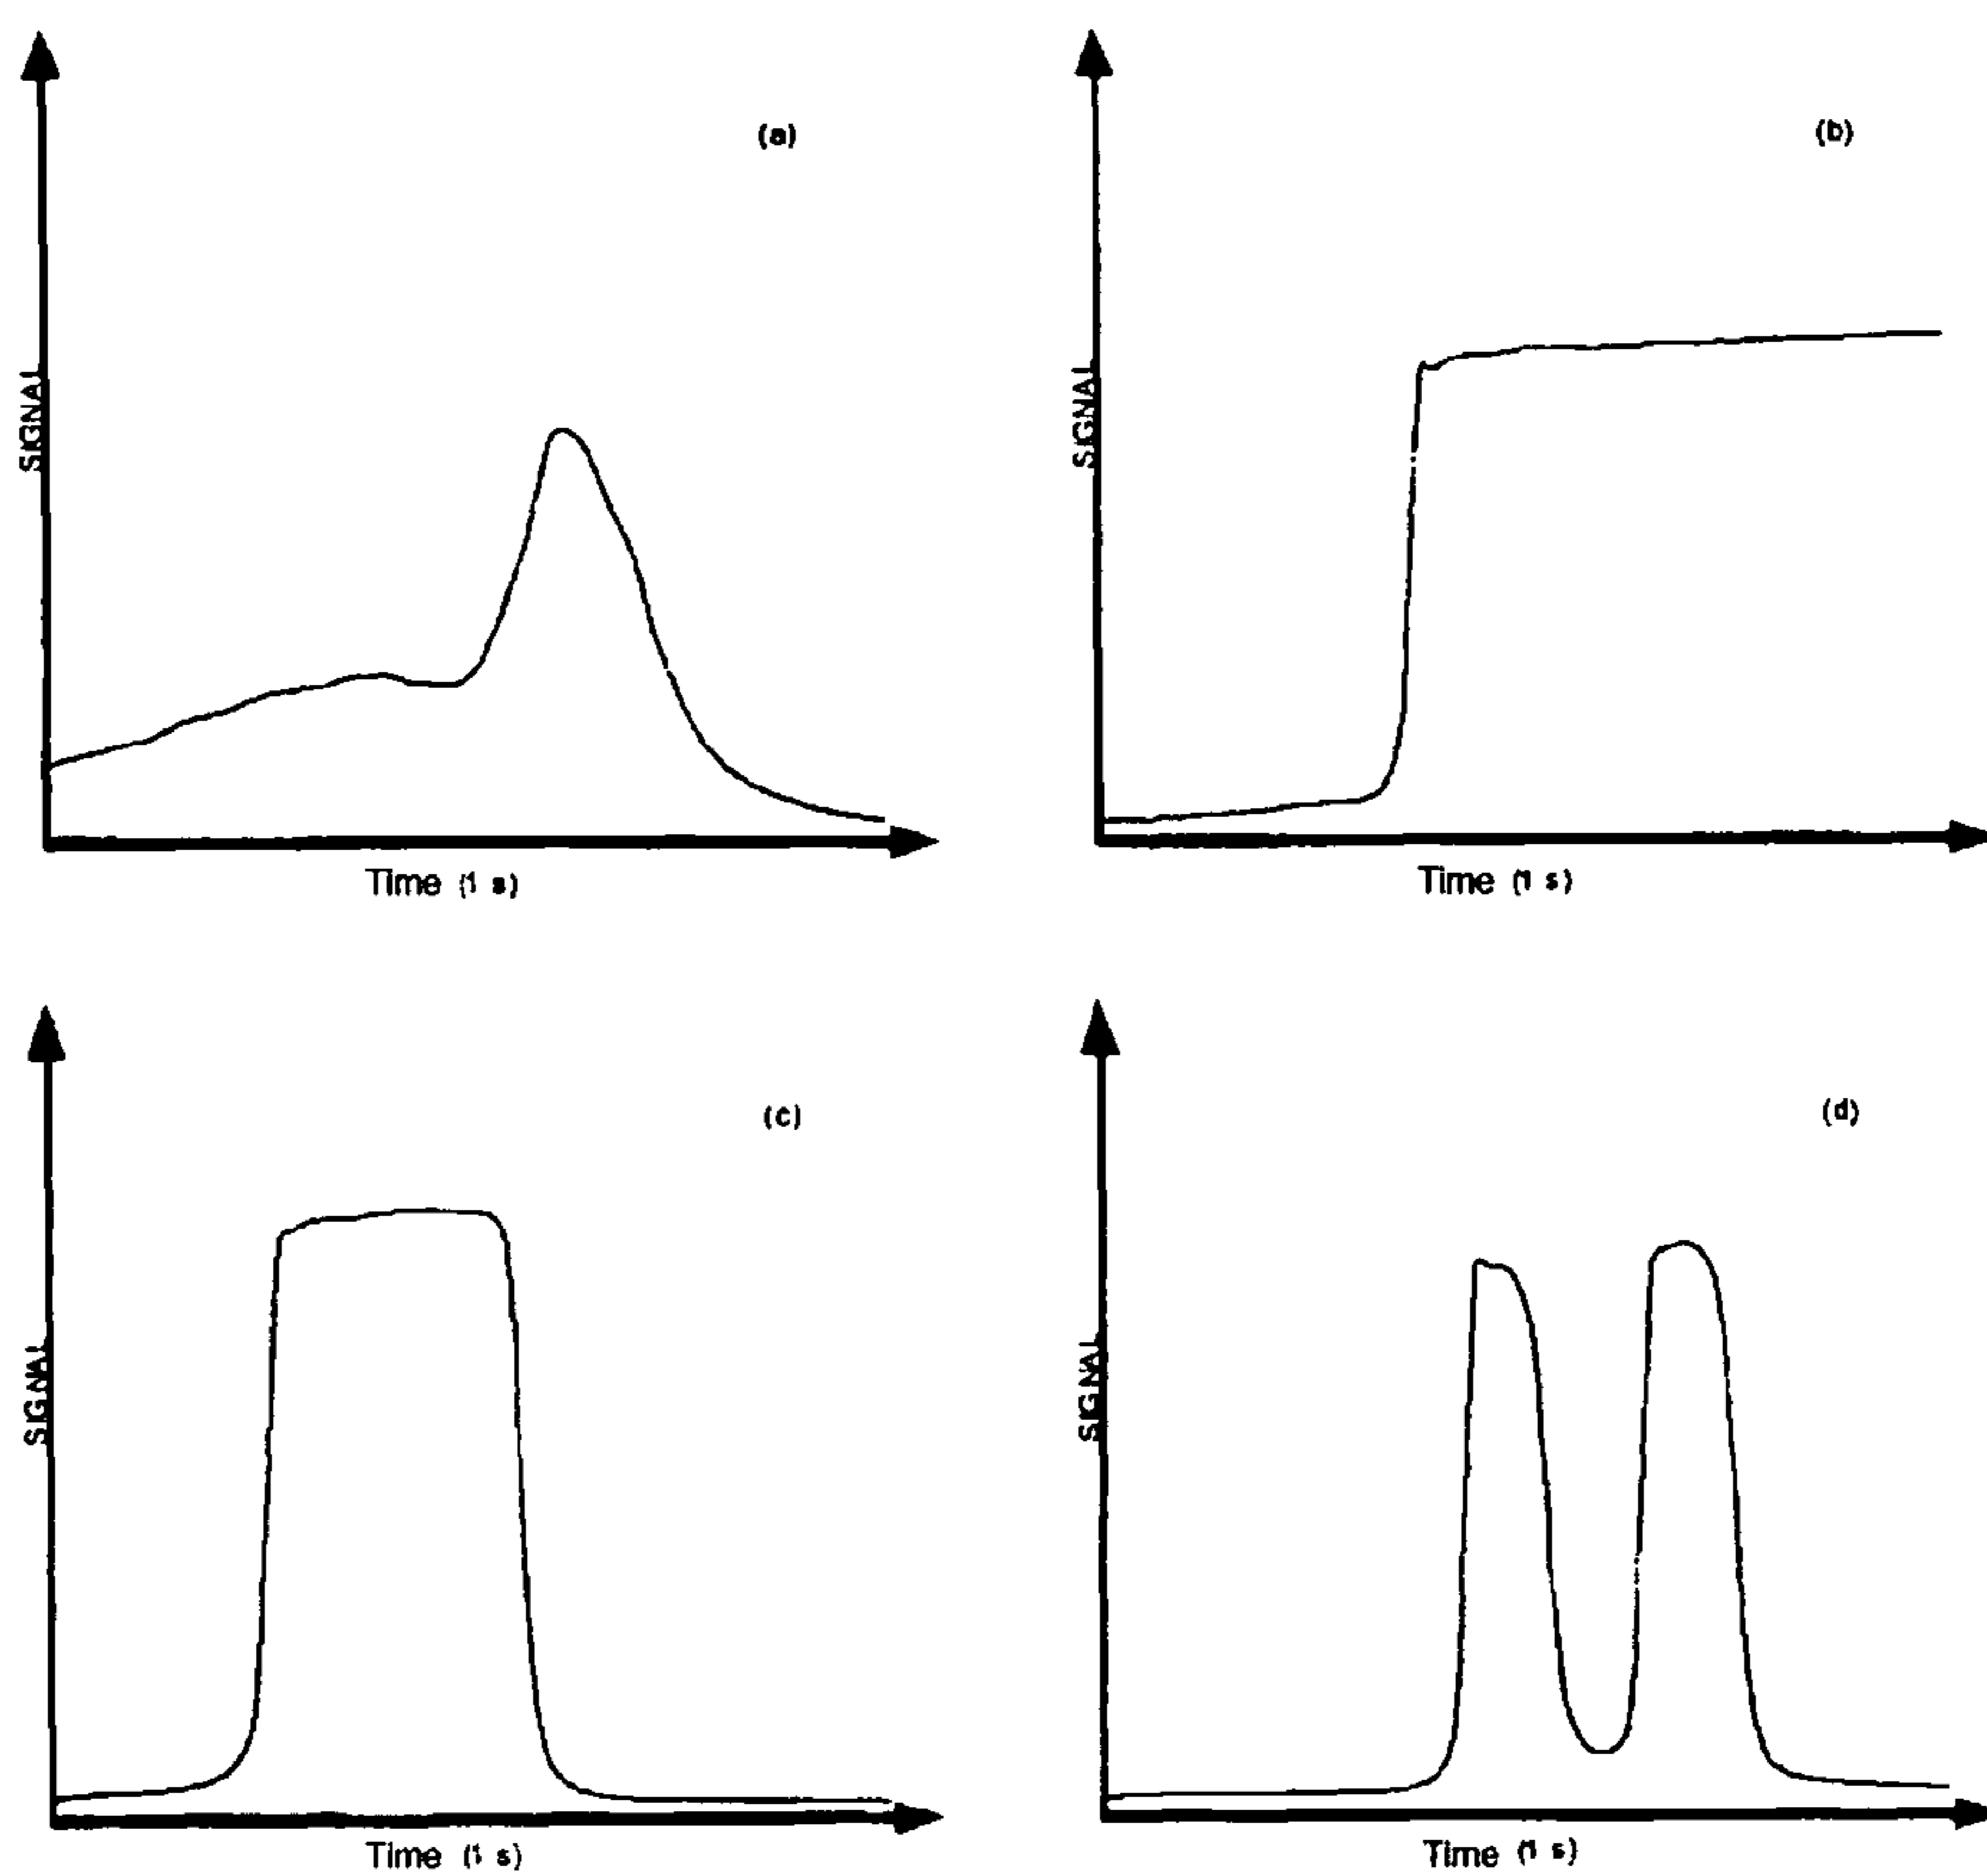 (a)
SIGNAL
Time (1 s)
(b)
SIGNAL
Time (1 s)
(c)
SIGNAL
Time (1 s)
(d)
SIGNAL
Time (1 s)